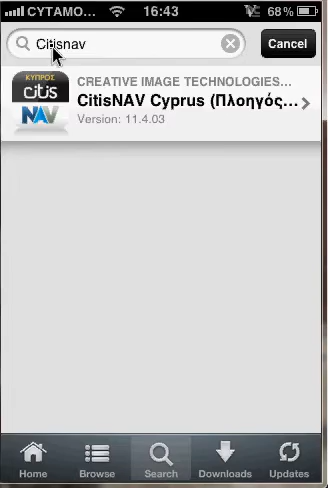 CYTAMO... 16:43 68%
Citisnav Cancel
ΚΥΠΡΟΣ
citis
NAV
CREATIVE IMAGE TECHNOLOGIES...
CitisNAV Cyprus (Πλοηγός...
Version: 11.4.03
Home Browse Search Downloads Updates